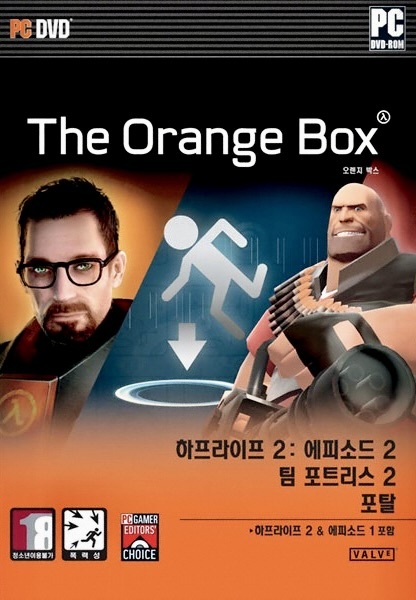 PC DVD
PC
DVD-ROM
The Orange Box
오렌지 박스
하프라이프 2: 에피소드 2
팀 포트리스 2
포탈
▸하프라이프 2 & 에피소드 1 포함
18
청소년이용불가
폭력성
PC GAMER
EDITORS'
CHOICE
VALVE